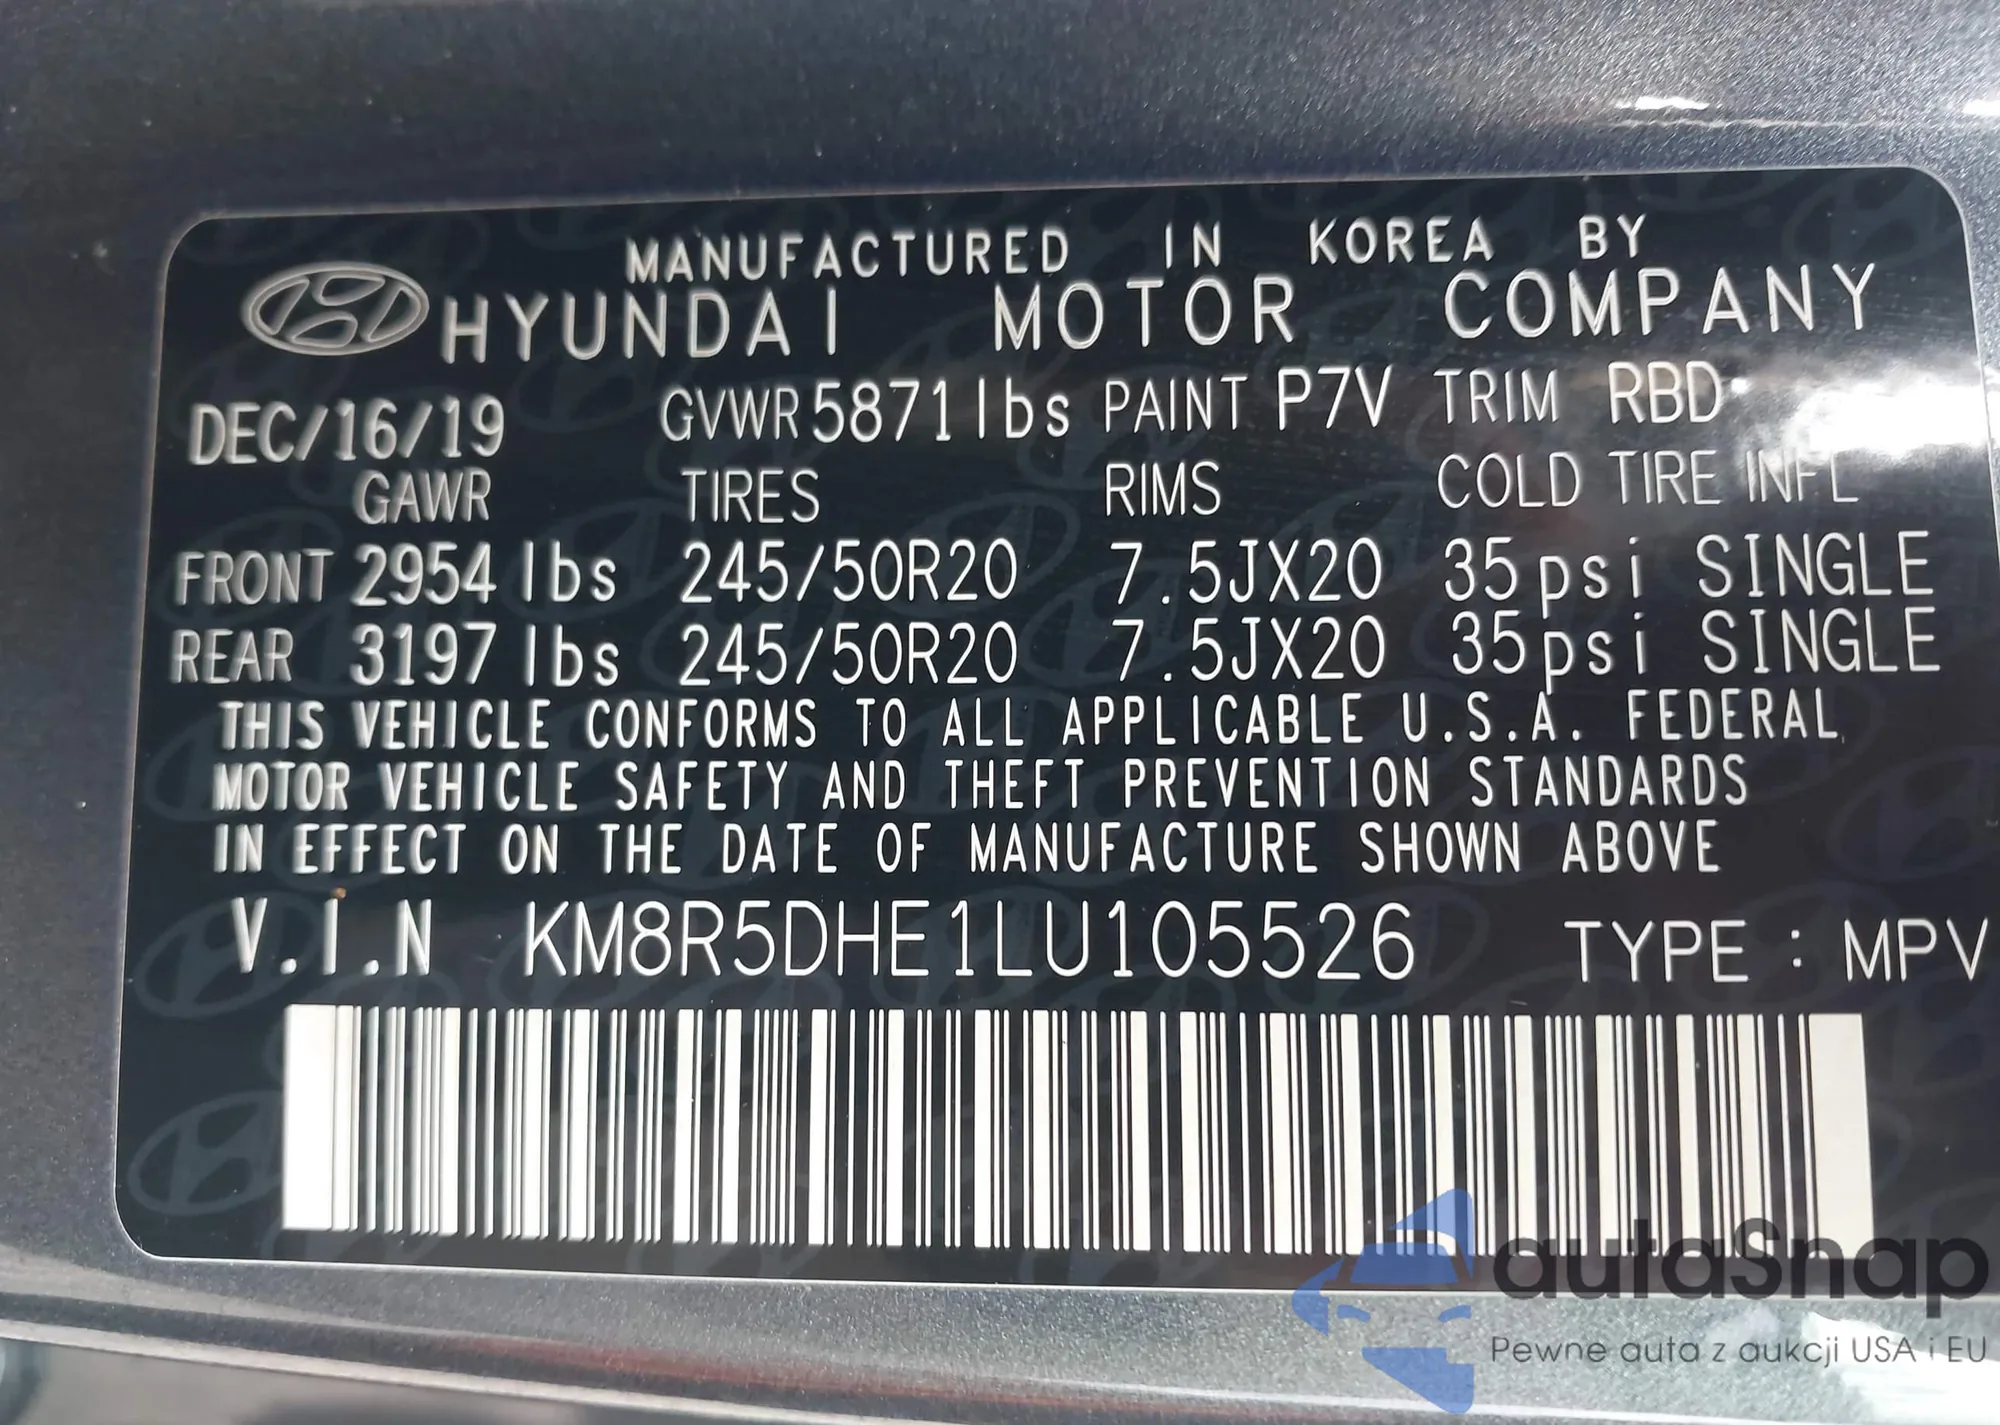 MANUFACTURED IN KOREA BY
HYUNDAI MOTOR COMPANY
DEC/16/19 GVWR 5871lbs PAINT P7V TRIM RBD
GAWR TIRES RIMS COLD TIRE INFL
FRONT 2954 lbs 245/50R20 7.5JX20 35psi SINGLE
REAR 3197 lbs 245/50R20 7.5JX20 35psi SINGLE
THIS VEHICLE CONFORMS TO ALL APPLICABLE U.S.A. FEDERAL
MOTOR VEHICLE SAFETY AND THEFT PREVENTION STANDARDS
IN EFFECT ON THE DATE OF MANUFACTURE SHOWN ABOVE
V.I.N KM8R5DHE1LU105526 TYPE : MPV
autaSnap
Pewne auta z aukcji USA i EU